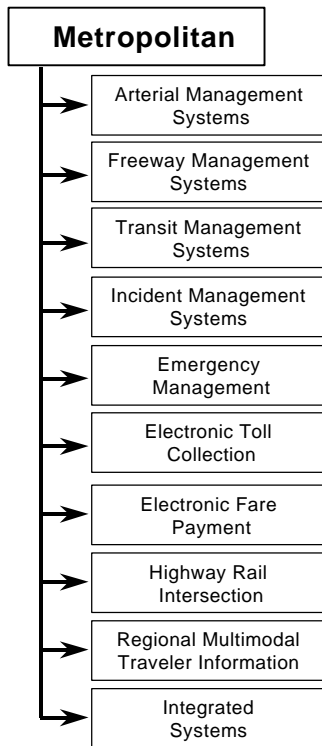 Metropolitan
Arterial Management
Systems
Freeway Management
Systems
Transit Management
Systems
Incident Management
Systems
Emergency
Management
Electronic Toll
Collection
Electronic Fare
Payment
Highway Rail
Intersection
Regional Multimodal
Traveler Information
Integrated
Systems